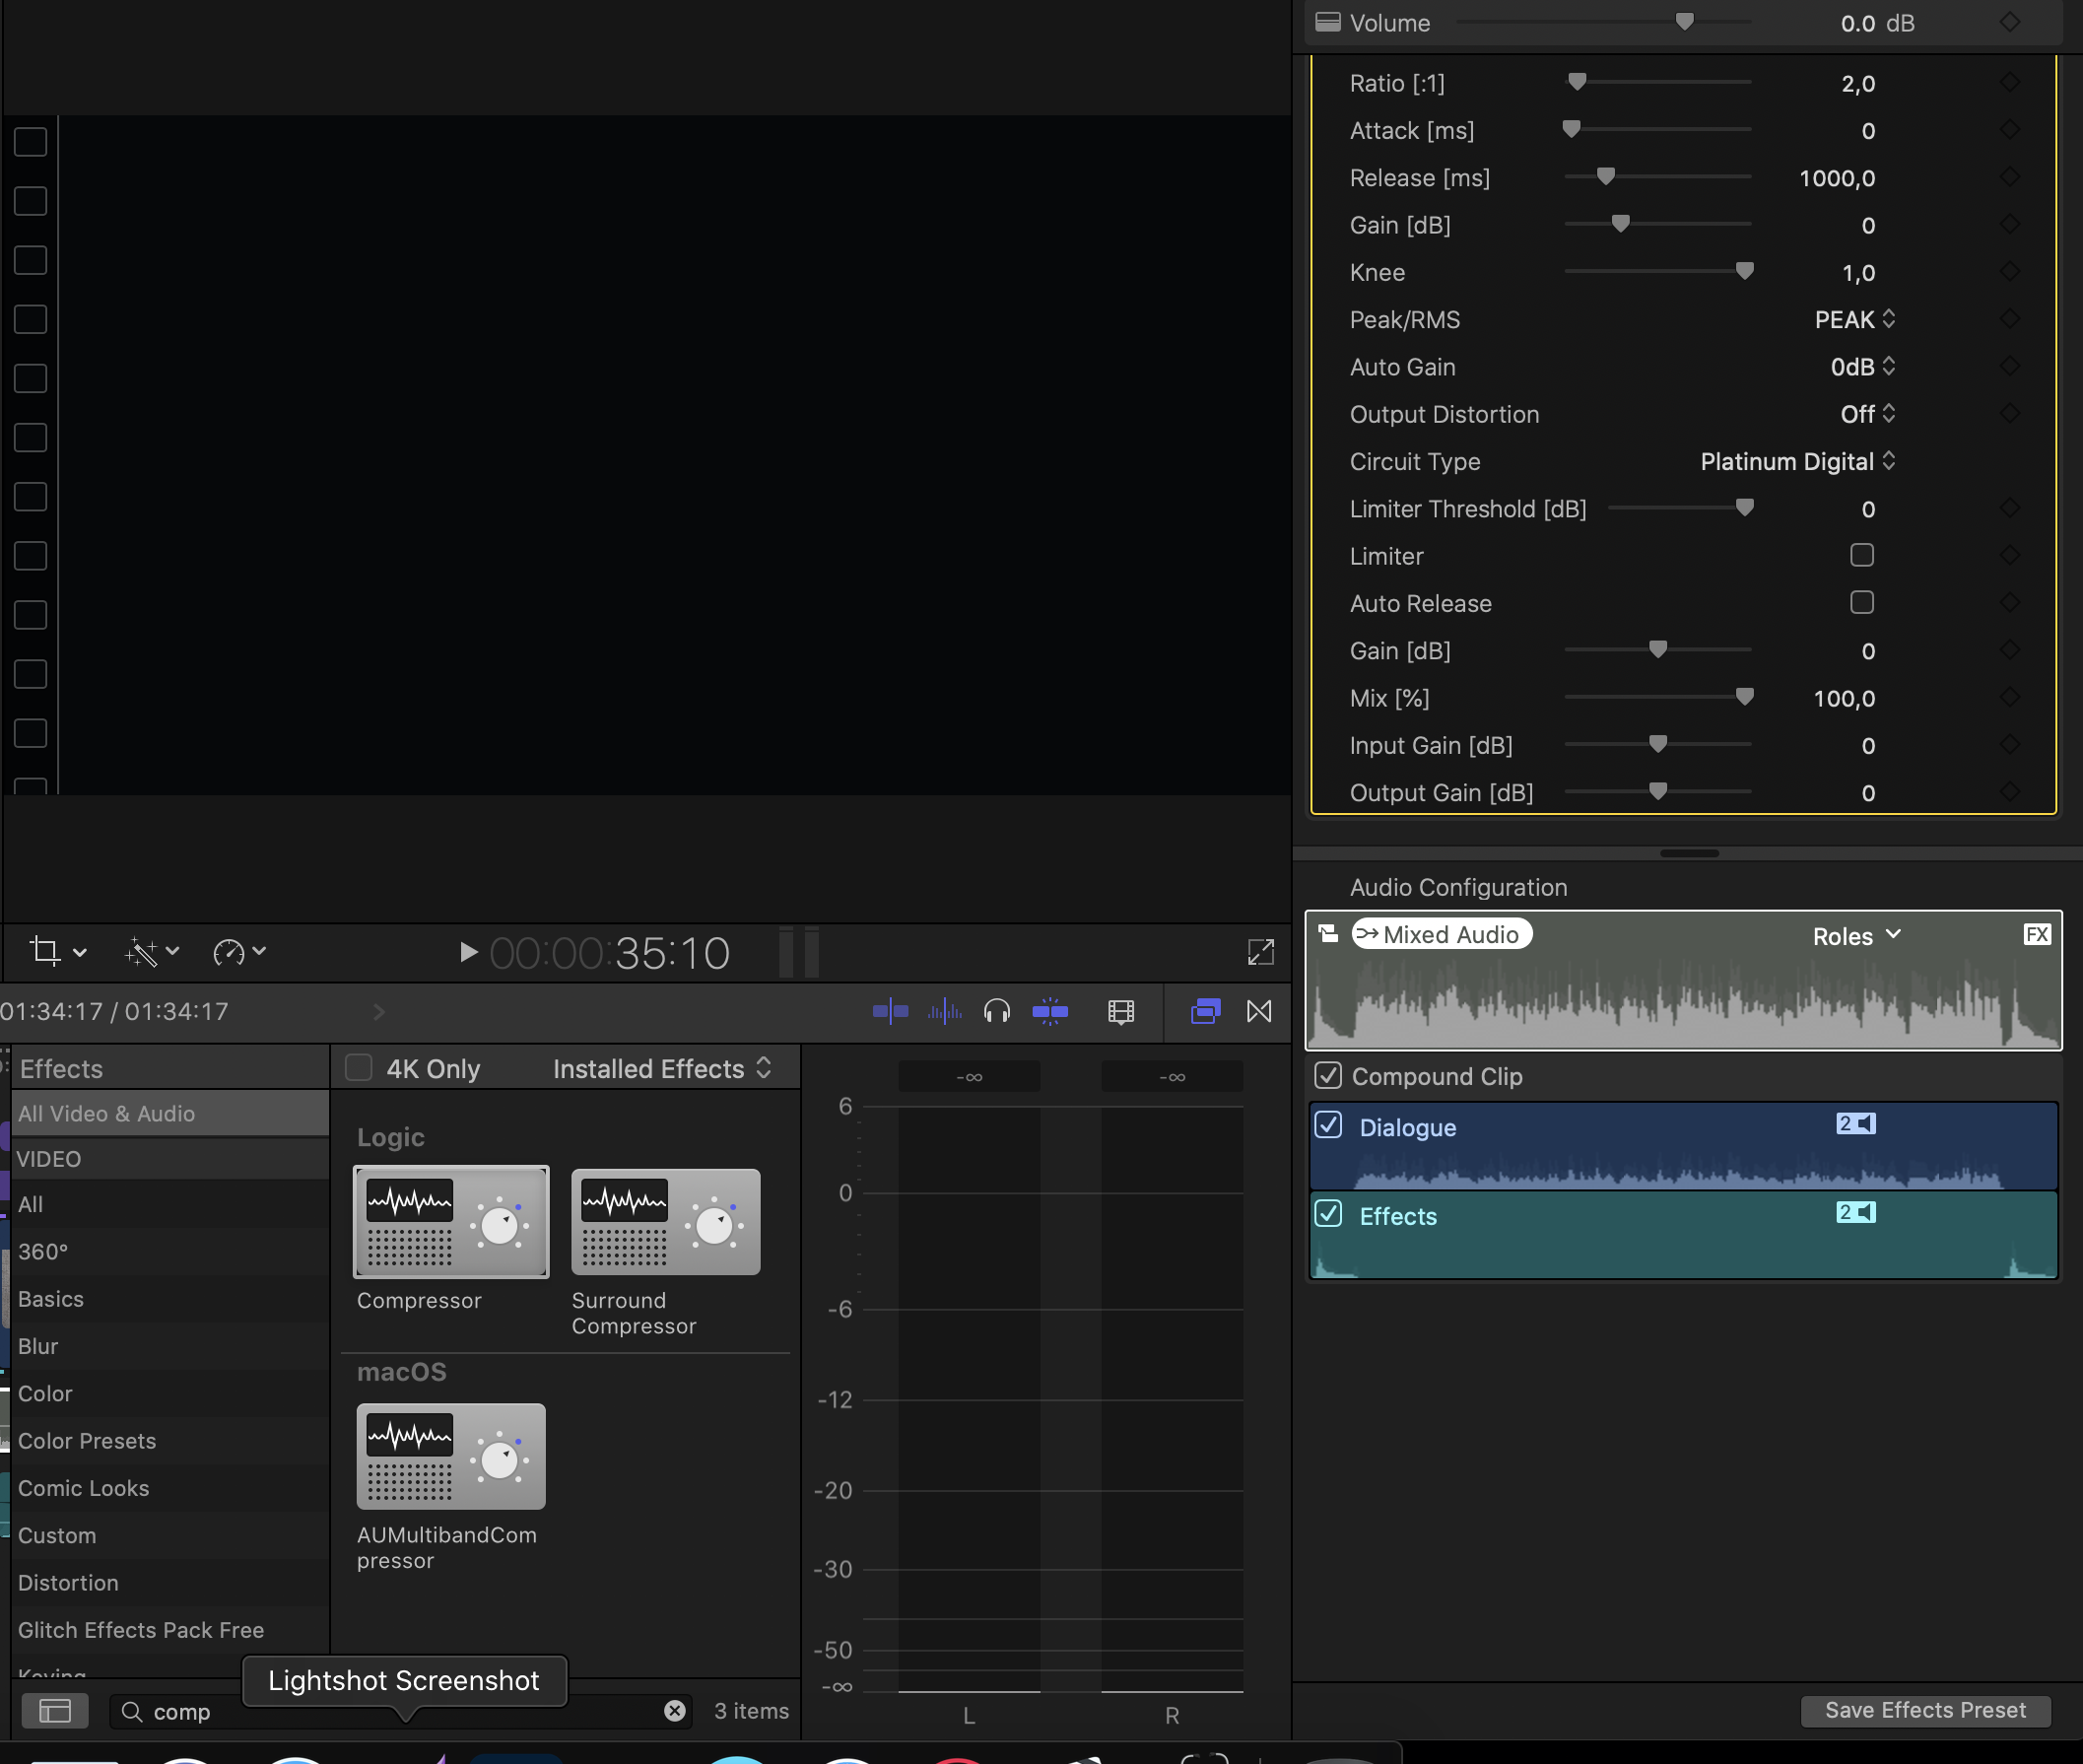 Volume 0.0 dB
Ratio [:1] 2,0
Attack [ms] 0
Release [ms] 1000,0
Gain [dB] 0
Knee 1,0
Peak/RMS PEAK
Auto Gain 0dB
Output Distortion Off
Circuit Type Platinum Digital
Limiter Threshold [dB] 0
Limiter
Auto Release
Gain [dB] 0
Mix [%] 100,0
Input Gain [dB] 0
Output Gain [dB] 0
Audio Configuration
Mixed Audio Roles FX
Compound Clip
Dialogue 2
Effects 2
Save Effects Preset
00:00:35:10
01:34:17 / 01:34:17
Effects
All Video & Audio
VIDEO
All
360°
Basics
Blur
Color
Color Presets
Comic Looks
Custom
Distortion
Glitch Effects Pack Free
Keying
4K Only Installed Effects
Logic
Compressor
Surround
Compressor
macOS
AUMultibandCom
pressor
Lightshot Screenshot
comp
3 items
-∞ -∞
6
0
-6
-12
-20
-30
-50
-∞
L R